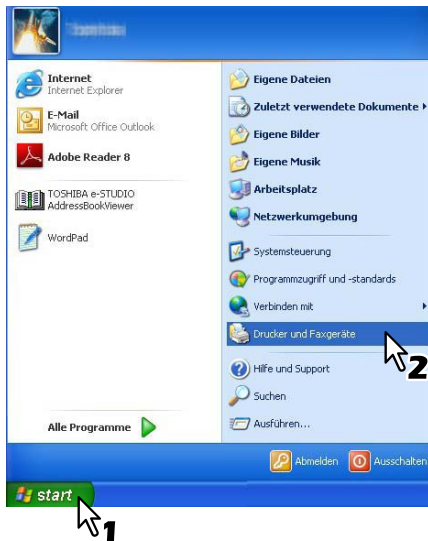 Internet
Internet Explorer
E-Mail
Microsoft Office Outlook
Adobe Reader 8
TOSHIBA e-STUDIO
AddressBookViewer
WordPad
Alle Programme
Eigene Dateien
Zuletzt verwendete Dokumente
Eigene Bilder
Eigene Musik
Arbeitsplatz
Netzwerkumgebung
Systemsteuerung
Programmzugriff und -standards
Verbinden mit
Drucker und Faxgeräte
2
Hilfe und Support
Suchen
Ausführen...
Abmelden
Ausschalten
start
1